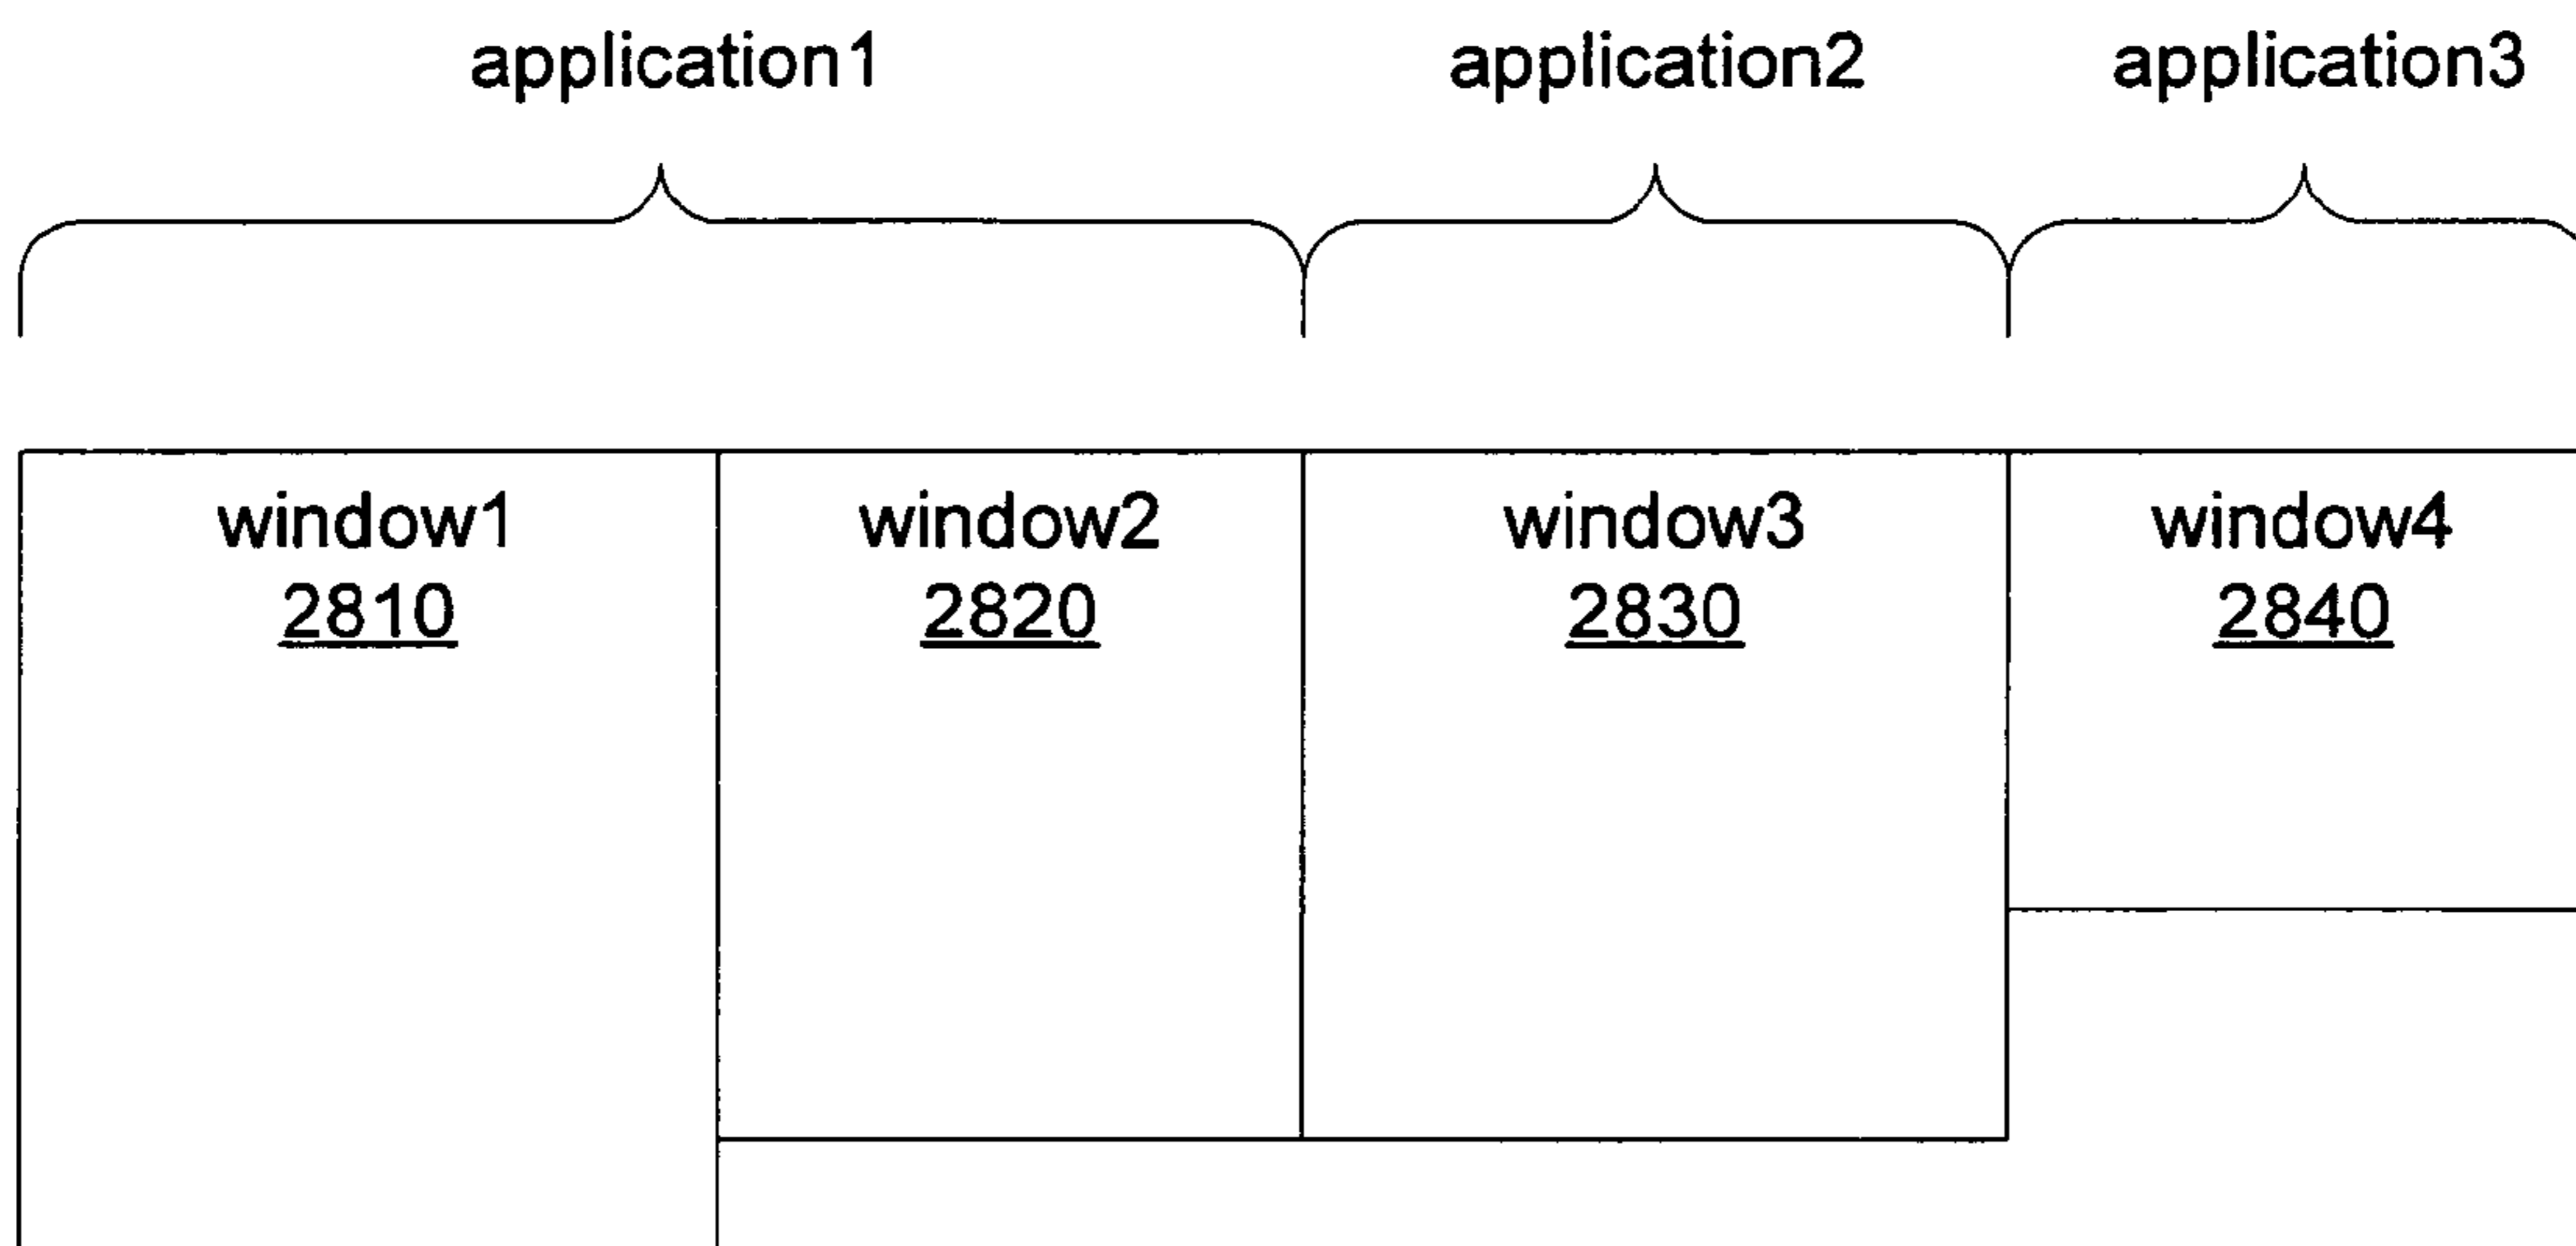 application1 application2 application3
window1 window2 window3 window4
2810 2820 2830 2840